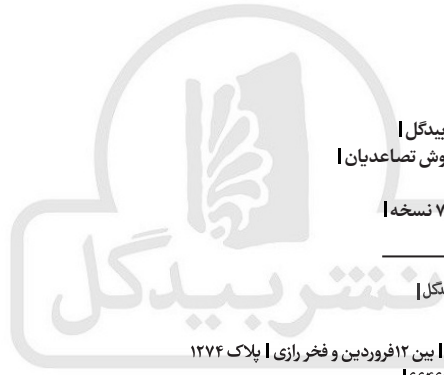 بیدگل |
وش تصاعدیان |
۷ نسخه |
دگل |
نشر بیدگل
| بین ۱۲فروردین و فخر رازی | پلاک ۱۲۷۴